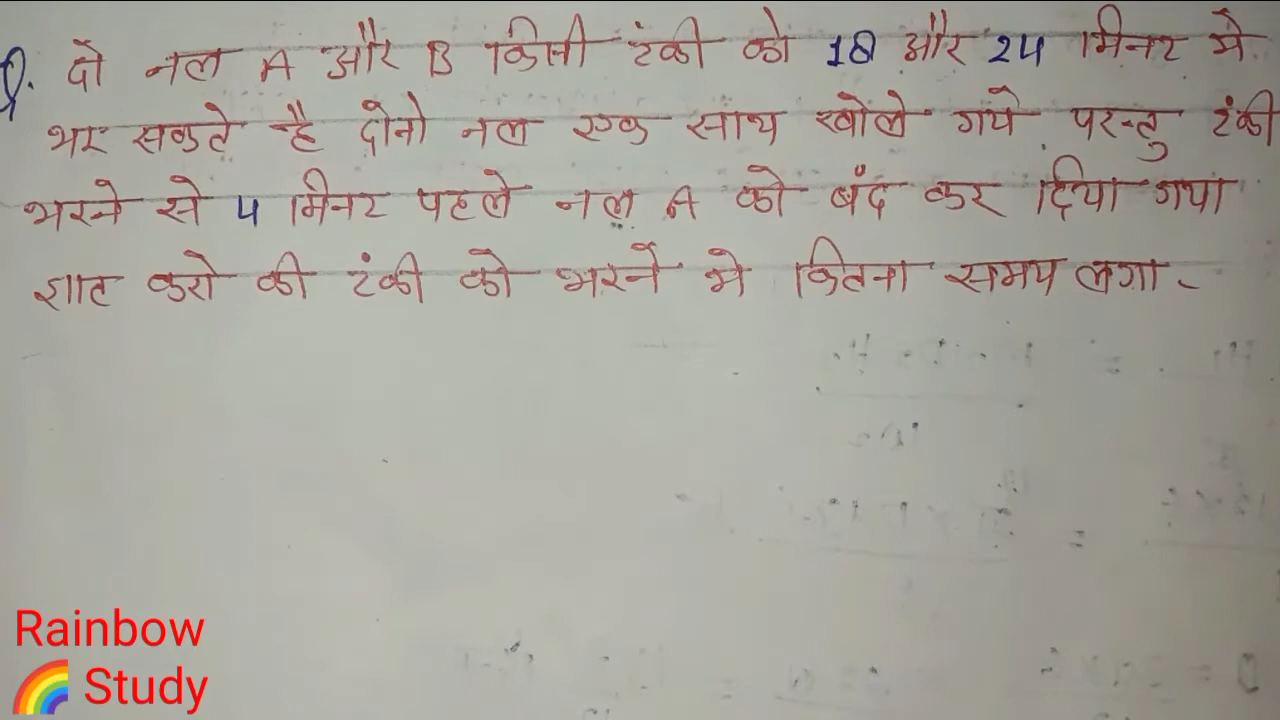 Q. दो नल A और B किसी टंकी को 18 और 24 मिनट मे
भर सकते है दोनो नल एक साथ खोले गये परन्तु टंकी
भरने से 4 मिनट पहले नल A को बंद कर दिया गया
ज्ञात करो की टंकी को भरने मे कितना समय लगा -
Rainbow
Study